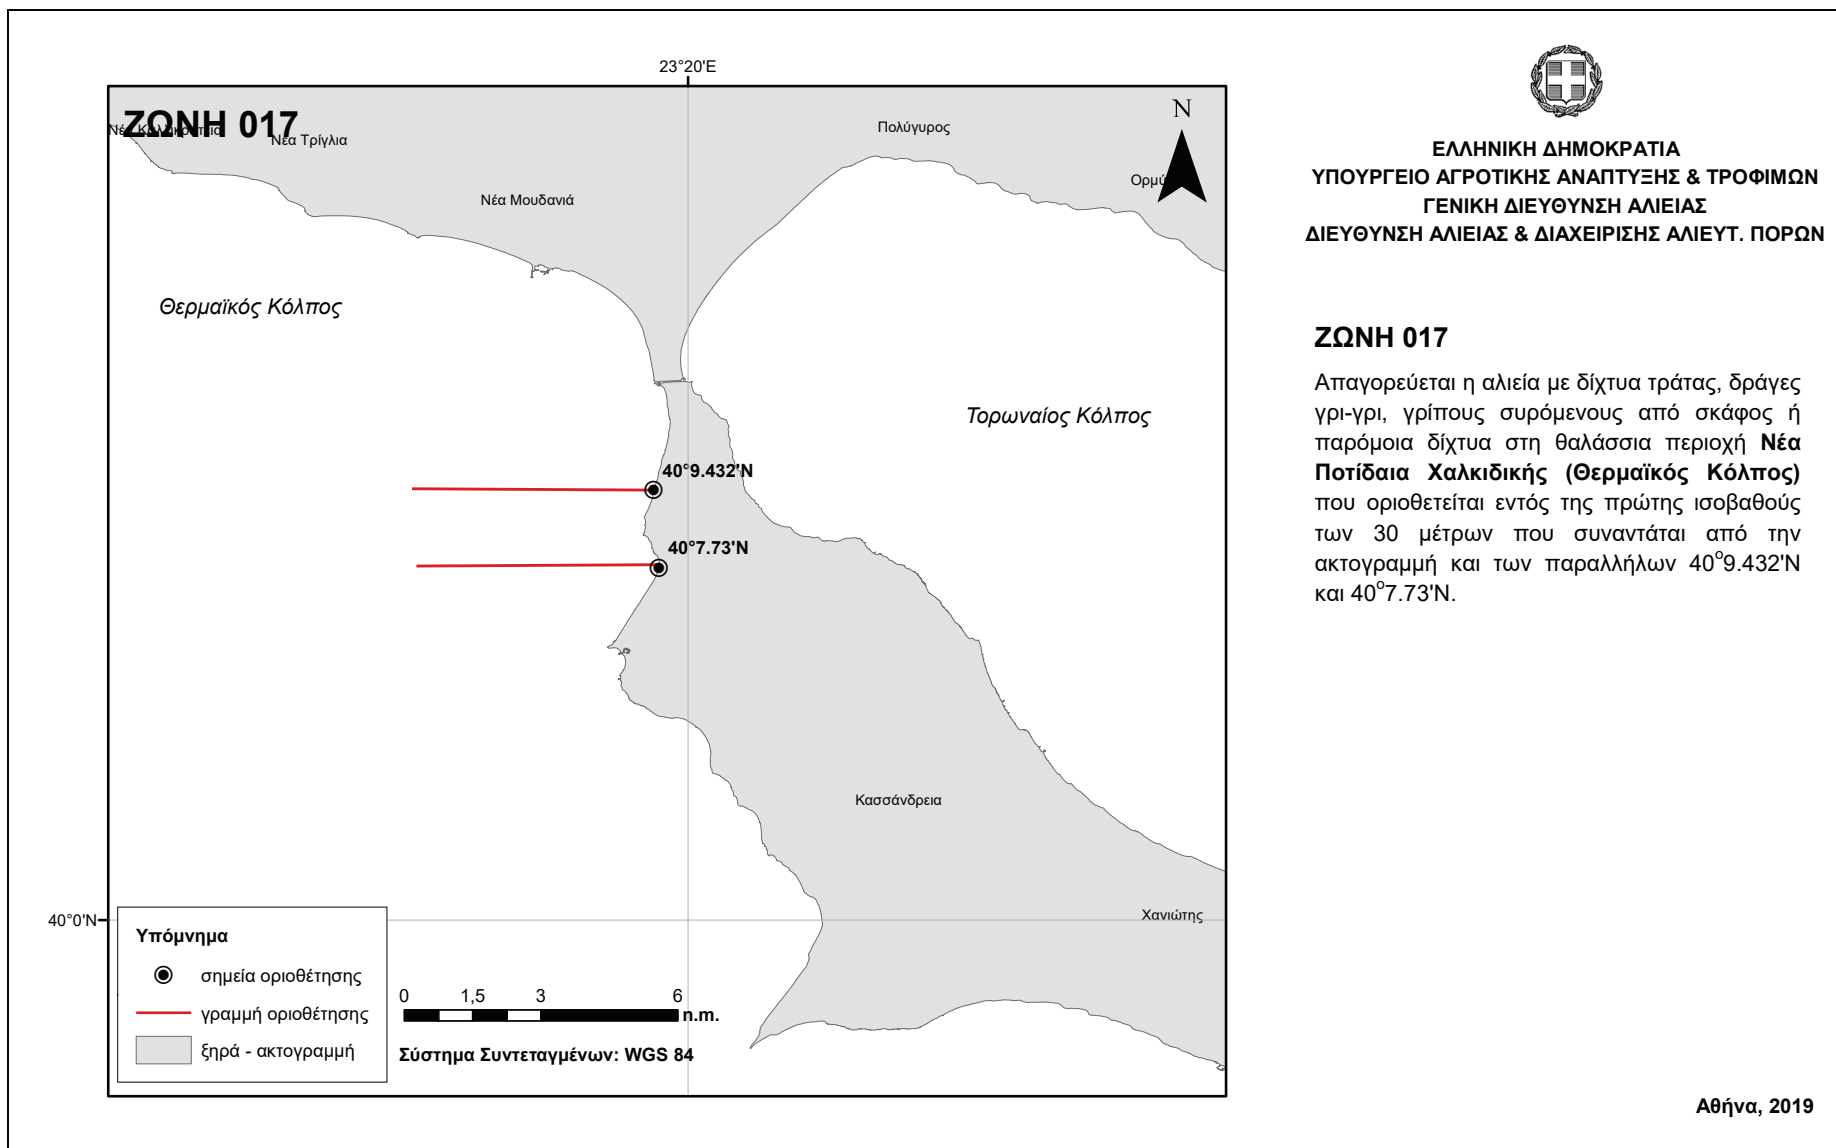 23°20'E
ΖΩΝΗ 017
Νέα Καλλικράτεια
Νέα Τρίγλια
Πολύγυρος
N
Νέα Μουδανιά
Θερμαϊκός Κόλπος
Τορωναίος Κόλπος
40°9.432'N
40°7.73'N
Κασσάνδρεια
Χανιώτης
40°0'N
Υπόμνημα
σημεία οριοθέτησης
γραμμή οριοθέτησης
ξηρά - ακτογραμμή
0 1,5 3 6
n.m.
Σύστημα Συντεταγμένων: WGS 84
ΕΛΛΗΝΙΚΗ ΔΗΜΟΚΡΑΤΙΑ
ΥΠΟΥΡΓΕΙΟ ΑΓΡΟΤΙΚΗΣ ΑΝΑΠΤΥΞΗΣ & ΤΡΟΦΙΜΩΝ
ΓΕΝΙΚΗ ΔΙΕΥΘΥΝΣΗ ΑΛΙΕΙΑΣ
ΔΙΕΥΘΥΝΣΗ ΑΛΙΕΙΑΣ & ΔΙΑΧΕΙΡΙΣΗΣ ΑΛΙΕΥΤ. ΠΟΡΩΝ
ΖΩΝΗ 017
Απαγορεύεται η αλιεία με δίχτυα τράτας, δράγες
γρι-γρι, γρίπους συρόμενους από σκάφος ή
παρόμοια δίχτυα στη θαλάσσια περιοχή Νέα
Ποτίδαια Χαλκιδικής (Θερμαϊκός Κόλπος)
που οριοθετείται εντός της πρώτης ισοβαθούς
των 30 μέτρων που συναντάται από την
ακτογραμμή και των παραλλήλων 40°9.432'N
και 40°7.73'N.
Αθήνα, 2019